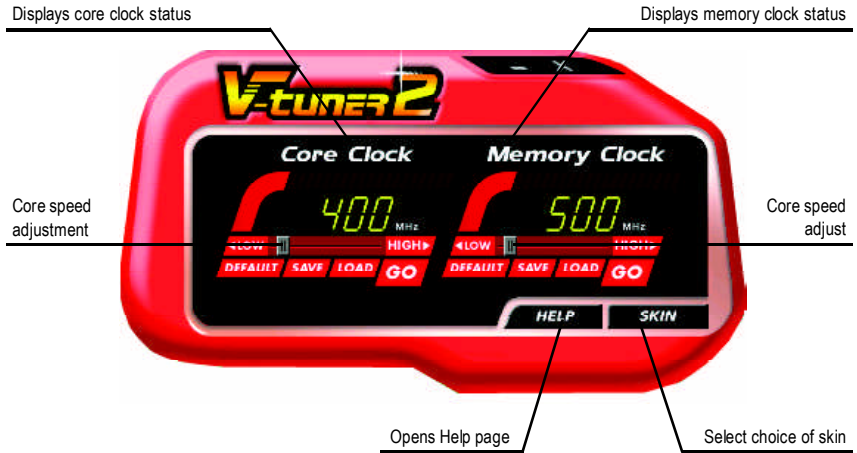 Displays core clock status
Displays memory clock status
V-TUNER 2
Core Clock
Memory Clock
Core speed
adjustment
400 MHz
500 MHz
Core speed
adjust
LOW
HIGH
LOW
HIGH
DEFAULT SAVE LOAD GO
DEFAULT SAVE LOAD GO
HELP
SKIN
Opens Help page
Select choice of skin